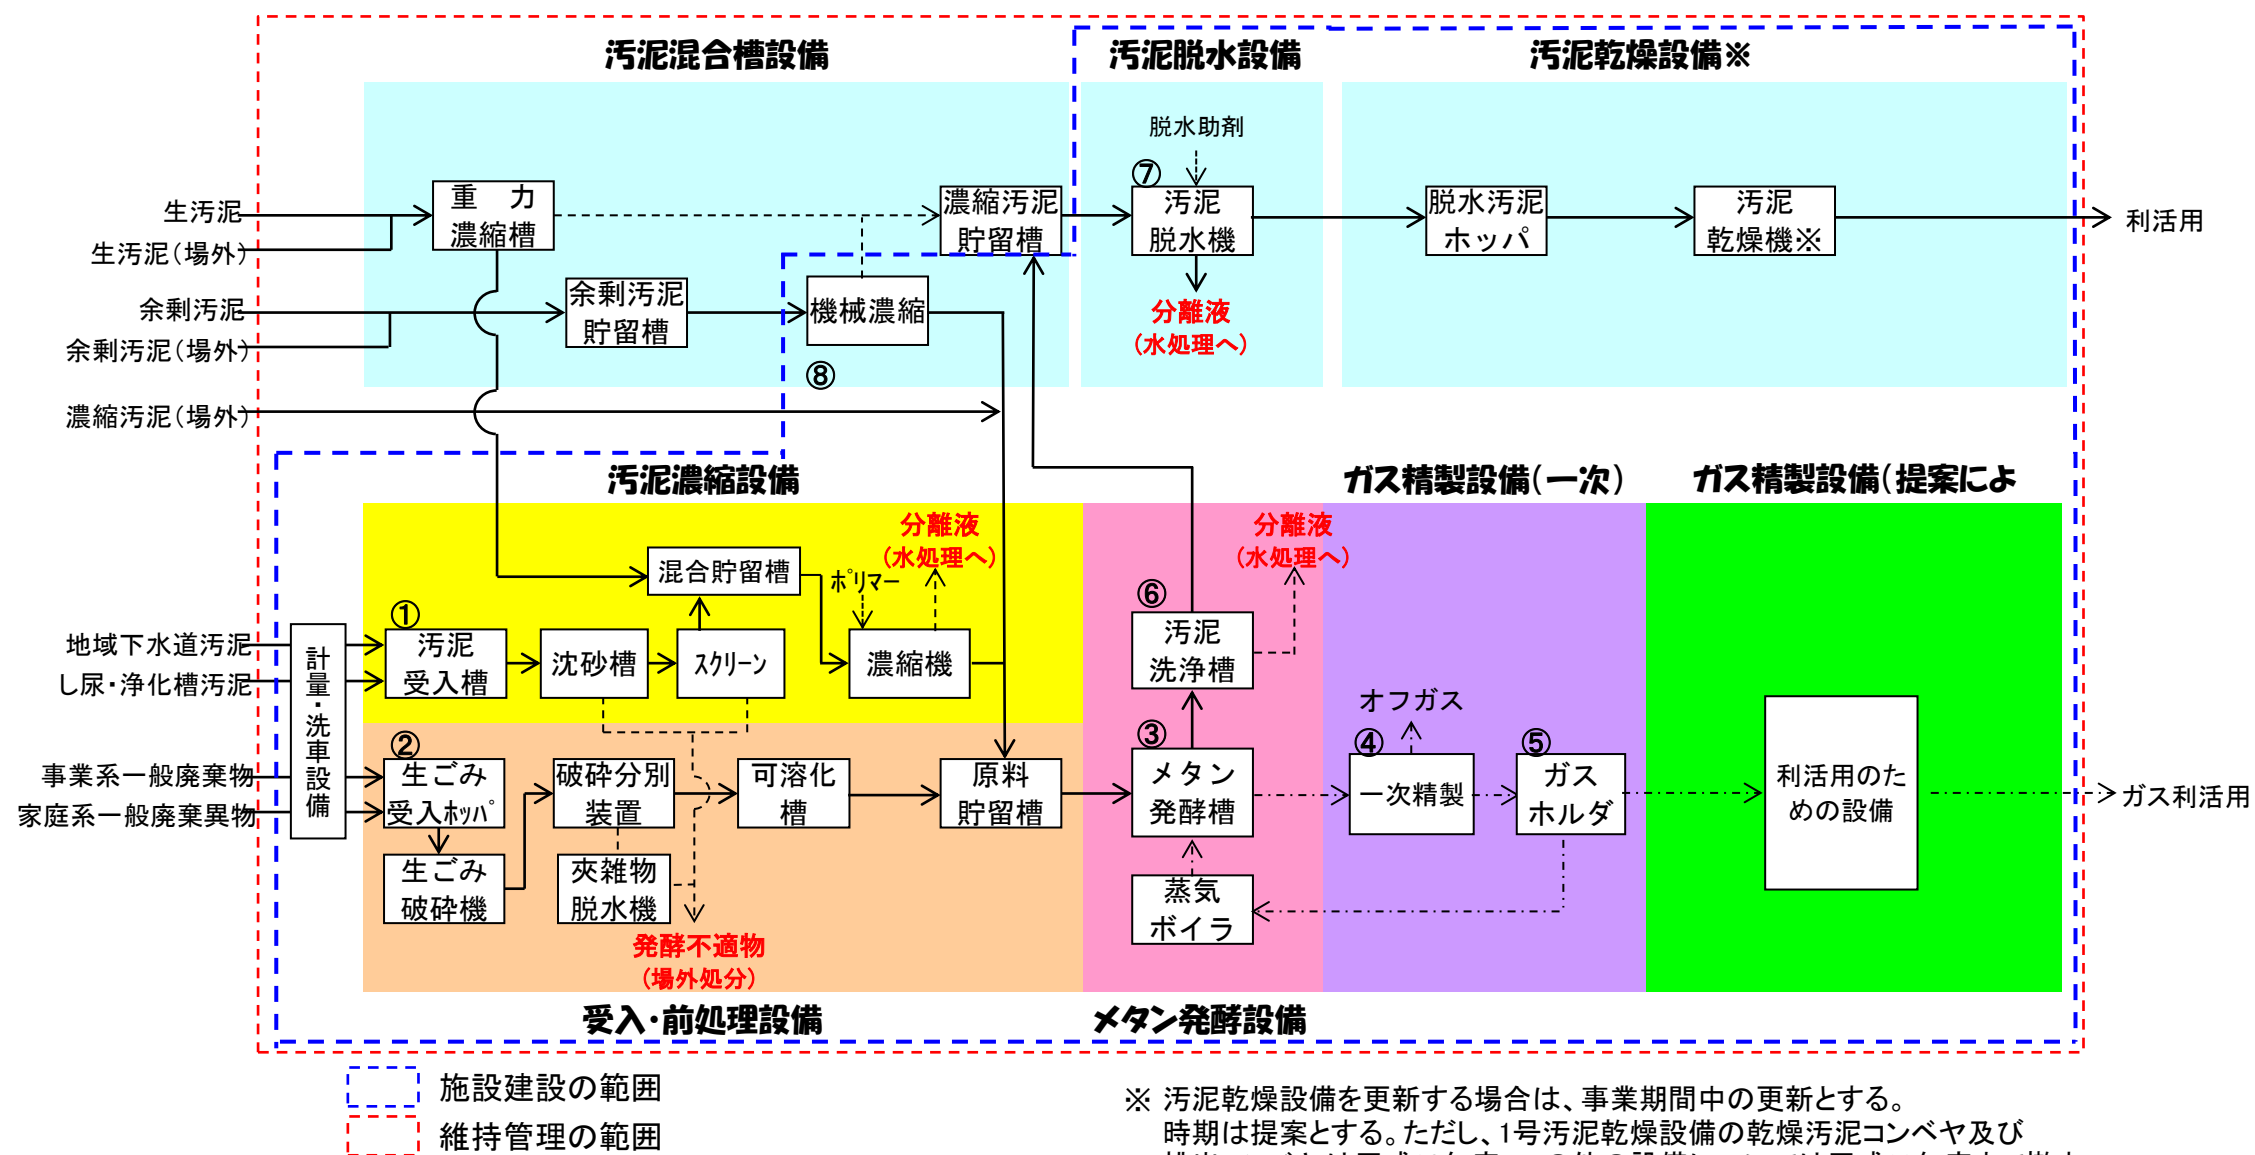 汚泥混合槽設備
汚泥脱水設備
汚泥乾燥設備※
脱水助剤
⑦
生汚泥
生汚泥(場外)
重　力
濃縮槽
濃縮汚泥
貯留槽
汚泥
脱水機
脱水汚泥
ホッパ
汚泥
乾燥機※
利活用
余剰汚泥
余剰汚泥(場外)
余剰汚泥
貯留槽
機械濃縮
⑧
分離液
(水処理へ)
濃縮汚泥(場外)
汚泥濃縮設備
ガス精製設備(一次)
ガス精製設備(提案によ
分離液
(水処理へ)
分離液
(水処理へ)
混合貯留槽
ﾎﾟﾘﾏｰ
①
⑥
地域下水道汚泥
し尿・浄化槽汚泥
計量・洗車設備
汚泥
受入槽
沈砂槽
ｽｸﾘｰﾝ
濃縮機
汚泥
洗浄槽
オフガス
②
③
④
⑤
事業系一般廃棄物
家庭系一般廃棄異物
生ごみ
受入ﾎｯﾊﾟ
破砕分別
装置
可溶化
槽
原料
貯留槽
メタン
発酵槽
一次精製
ガス
ホルダ
利活用のた
めの設備
ガス利活用
生ごみ
破砕機
夾雑物
脱水機
蒸気
ボイラ
発酵不適物
(場外処分)
受入・前処理設備
メタン発酵設備
施設建設の範囲
維持管理の範囲
※ 汚泥乾燥設備を更新する場合は、事業期間中の更新とする。
時期は提案とする。ただし、1号汚泥乾燥設備の乾燥汚泥コンベヤ及び